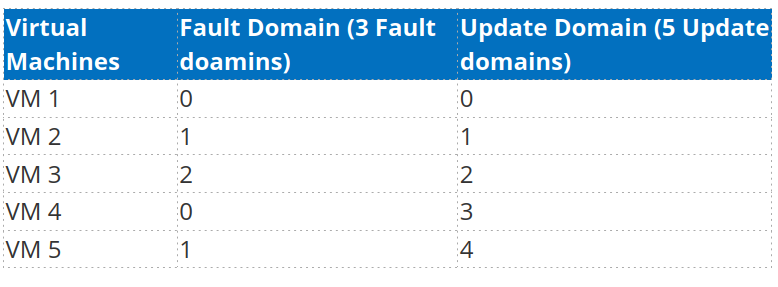 Virtual Machines Fault Domain (3 Fault doamins) Update Domain (5 Update domains)
VM 1 0 0
VM 2 1 1
VM 3 2 2
VM 4 0 3
VM 5 1 4